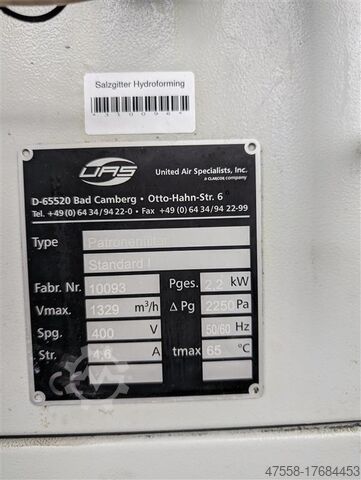 Salzgitter Hydroforming
*310096*
UAS
United Air Specialists, Inc.
A CLARCOR company
D-65520 Bad Camberg • Otto-Hahn-Str. 6
Tel. +49 (0) 64 34/94 22-0 • Fax +49 (0) 64 34/94 22-99
Type Patronenfilter
Standard I
Fabr. Nr. 10093 Pges. 2,2 kW
Vmax. 1329 m³/h Δ Pg 2250 Pa
Spg. 400 V 50/60 Hz
Str. 4,6 A tmax 65 °C
47558-17684453